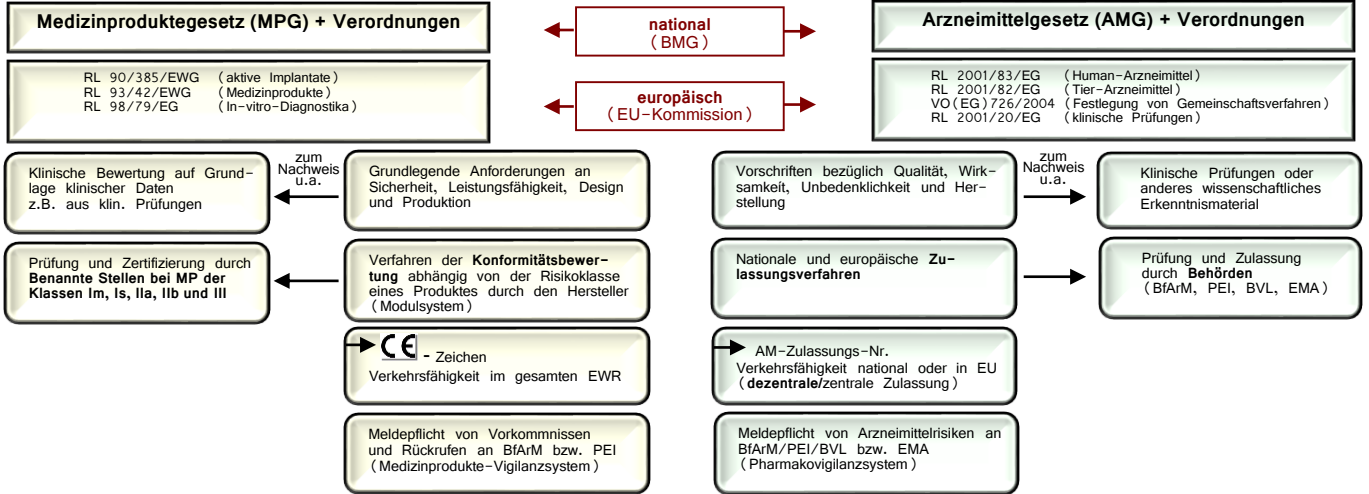 Medizinproduktegesetz (MPG) + Verordnungen
national
(BMG)
Arzneimittelgesetz (AMG) + Verordnungen
RL 90/385/EWG (aktive Implantate)
RL 93/42/EWG (Medizinprodukte)
RL 98/79/EG (In-vitro-Diagnostika)
europäisch
(EU-Kommission)
RL 2001/83/EG (Human-Arzneimittel)
RL 2001/82/EG (Tier-Arzneimittel)
VO(EG)726/2004 (Festlegung von Gemeinschaftsverfahren)
RL 2001/20/EG (klinische Prüfungen)
Klinische Bewertung auf Grund-
lage klinischer Daten
z.B. aus klin. Prüfungen
zum
Nachweis
u.a.
Grundlegende Anforderungen an
Sicherheit, Leistungsfähigkeit, Design
und Produktion
Vorschriften bezüglich Qualität, Wirk-
samkeit, Unbedenklichkeit und Her-
stellung
zum
Nachweis
u.a.
Klinische Prüfungen oder
anderes wissenschaftliches
Erkenntnismaterial
Prüfung und Zertifizierung durch
Benannte Stellen bei MP der
Klassen Im, Is, IIa, IIb und III
Verfahren der Konformitätsbewer-
tung abhängig von der Risikoklasse
eines Produktes durch den Hersteller
(Modulsystem)
Nationale und europäische Zu-
lassungsverfahren
Prüfung und Zulassung
durch Behörden
(BfArM, PEI, BVL, EMA)
CE - Zeichen
Verkehrsfähigkeit im gesamten EWR
AM-Zulassungs-Nr.
Verkehrsfähigkeit national oder in EU
(dezentrale/zentrale Zulassung)
Meldepflicht von Vorkommnissen
und Rückrufen an BfArM bzw. PEI
(Medizinprodukte-Vigilanzsystem)
Meldepflicht von Arzneimittelrisiken an
BfArM/PEI/BVL bzw. EMA
(Pharmakovigilanzsystem)